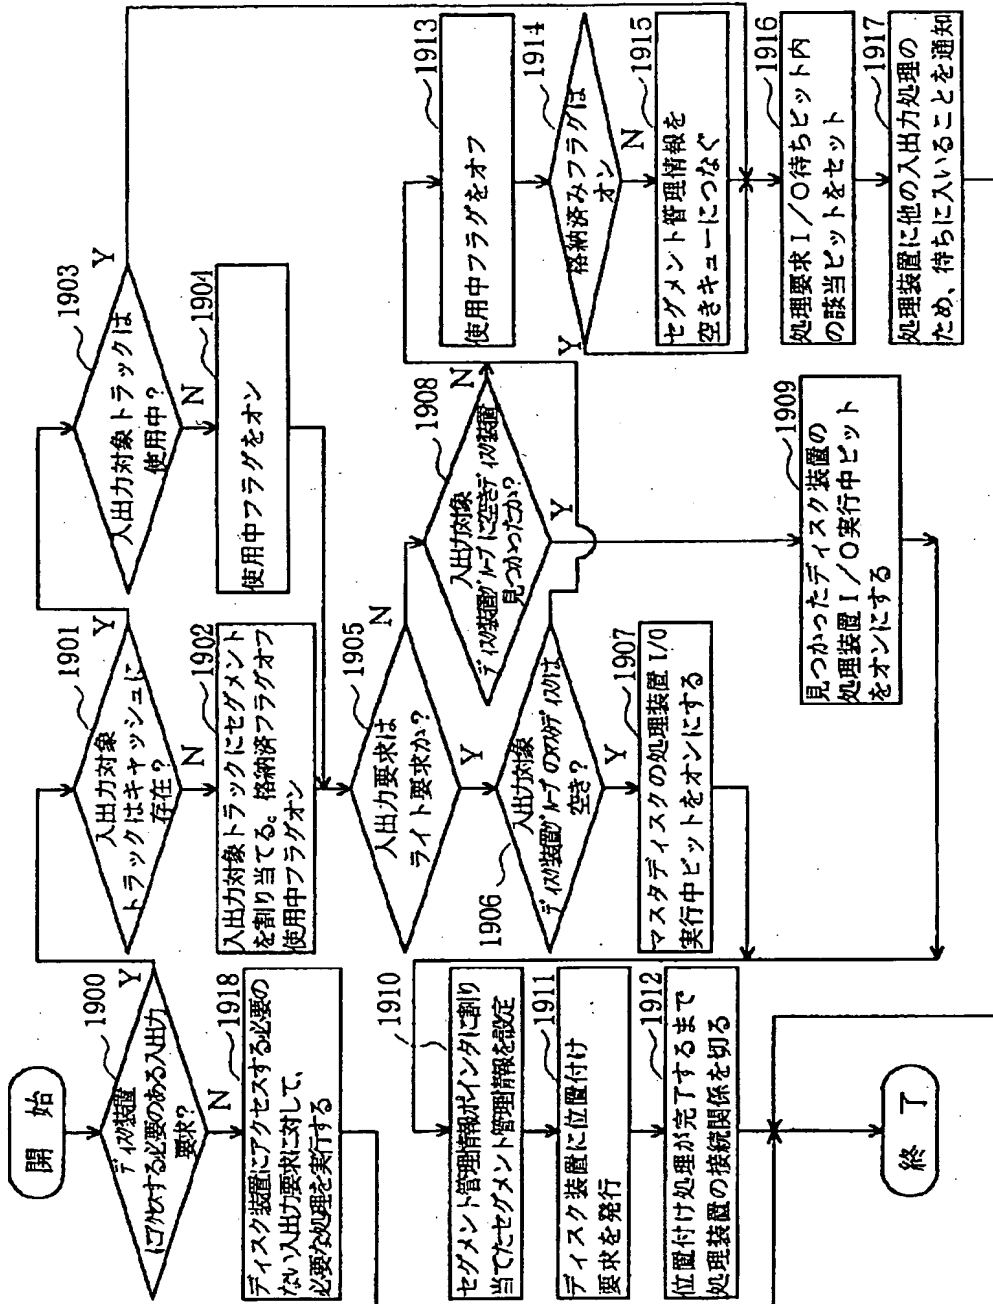 開始
1900
ディスク装置
にアクセスする必要のある入出力
要求?
Y
N
1918
ディスク装置にアクセスする必要の
ない入出力要求に対して、
必要な処理を実行する
1901
入出力対象
トラックはキャッシュに
存在?
Y
N
1902
入出力対象トラックにセグメント
を割り当てる。格納済フラグオフ
使用中フラグオン
1903
入出力対象トラックは
使用中?
Y
N
1904
使用中フラグをオン
1905
入出力要求は
ライト要求か?
N
Y
1906
入出力対象
ディスク装置グループのマスタディスクは
空き?
Y
1907
マスタディスクの処理装置I/O
実行中ビットをオンにする
1908
入出力対象
ディスク装置グループに空きディスク装置
見つかったか?
N
Y
1909
見つかったディスク装置の
処理装置I/O実行中ビット
をオンにする
1910
セグメント管理情報ポインタに割り
当てたセグメント管理情報を設定
1911
ディスク装置に位置付け
要求を発行
1912
位置付け処理が完了するまで
処理装置の接続関係を切る
1913
使用中フラグをオフ
1914
格納済みフラグは
オン
Y
N
1915
セグメント管理情報を
空きキューにつなぐ
1916
処理要求I/O待ちビット内
の該当ビットをセット
1917
処理装置に他の入出力処理の
ため、待ちに入いることを通知
終了